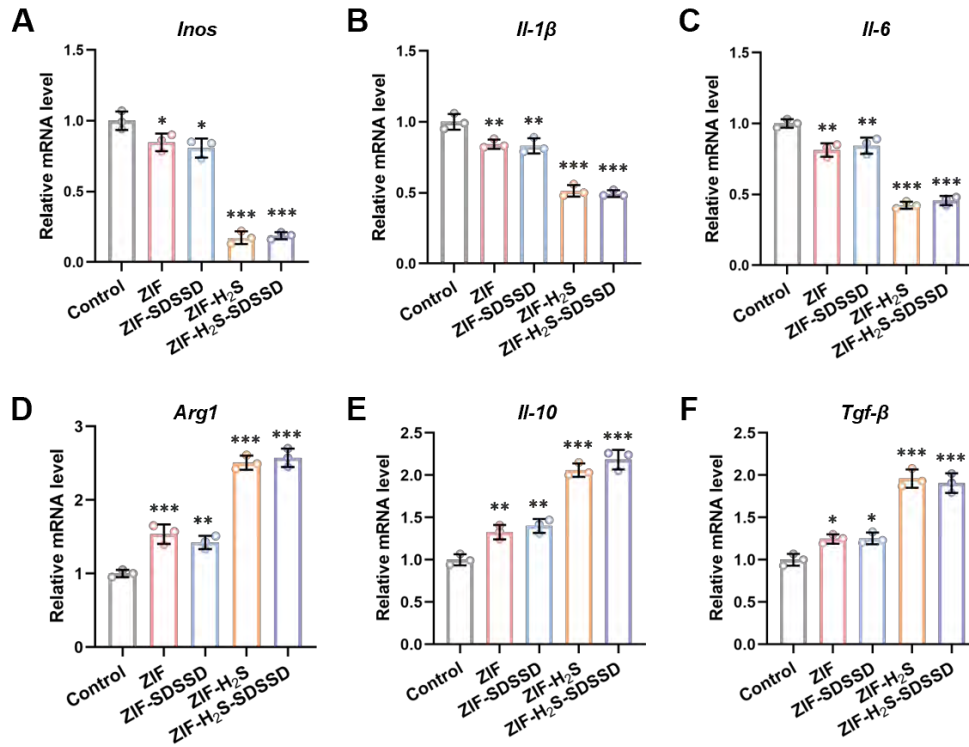 A
Inos
Relative mRNA level
1.5
1.0
0.5
0.0
* * *** ***
Control
ZIF
ZIF-SDSSD
ZIF-H₂S
ZIF-H₂S-SDSSD
B
Il-1β
Relative mRNA level
1.5
1.0
0.5
0.0
** ** *** ***
Control
ZIF
ZIF-SDSSD
ZIF-H₂S
ZIF-H₂S-SDSSD
C
Il-6
Relative mRNA level
1.5
1.0
0.5
0.0
** ** *** ***
Control
ZIF
ZIF-SDSSD
ZIF-H₂S
ZIF-H₂S-SDSSD
D
Arg1
Relative mRNA level
3
2
1
0
*** ** *** ***
Control
ZIF
ZIF-SDSSD
ZIF-H₂S
ZIF-H₂S-SDSSD
E
Il-10
Relative mRNA level
2.5
2.0
1.5
1.0
0.5
0.0
** ** *** ***
Control
ZIF
ZIF-SDSSD
ZIF-H₂S
ZIF-H₂S-SDSSD
F
Tgf-β
Relative mRNA level
2.5
2.0
1.5
1.0
0.5
0.0
* * *** ***
Control
ZIF
ZIF-SDSSD
ZIF-H₂S
ZIF-H₂S-SDSSD